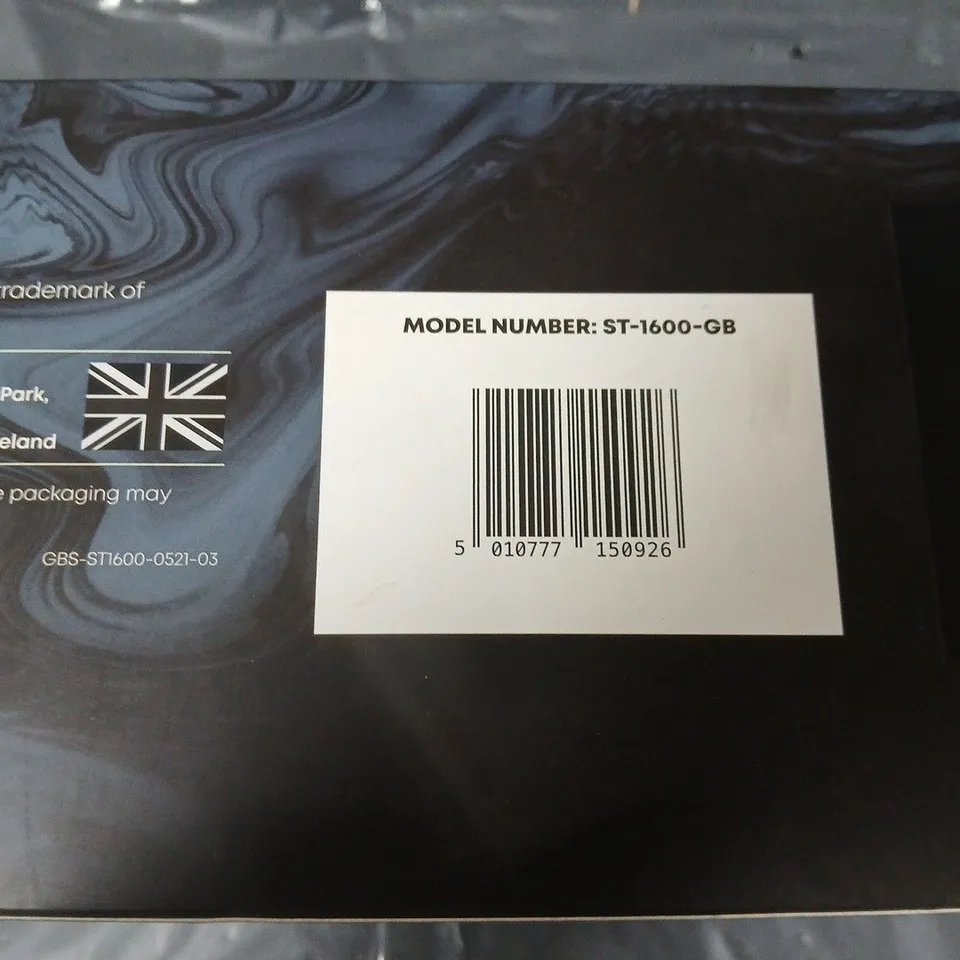 trademark of
Park,
eland
e packaging may
GBS-ST1600-0521-03
MODEL NUMBER: ST-1600-GB
5 010777 150926